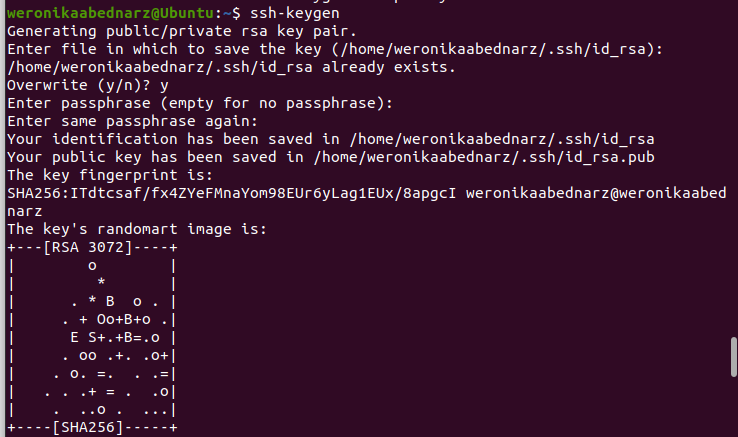 weronikaabednarz@Ubuntu:~$ ssh-keygen
Generating public/private rsa key pair.
Enter file in which to save the key (/home/weronikaabednarz/.ssh/id_rsa):
/home/weronikaabednarz/.ssh/id_rsa already exists.
Overwrite (y/n)? y
Enter passphrase (empty for no passphrase):
Enter same passphrase again:
Your identification has been saved in /home/weronikaabednarz/.ssh/id_rsa
Your public key has been saved in /home/weronikaabednarz/.ssh/id_rsa.pub
The key fingerprint is:
SHA256:ITdtcsaf/fx4ZYeFMnaYom98EUr6yLag1EUx/8apgcI weronikaabednarz@weronikaabed
narz
The key's randomart image is:
+---[RSA 3072]----+
|        o        |
|         *       |
|      . * B  o . |
|     . + Oo+B+o .|
|      E S+.+B=.o |
|     . oo .+. .o+|
|    . o. =.  . .=|
|   . . .+ = .  .o|
|    .  ..o .  ...|
+----[SHA256]-----+